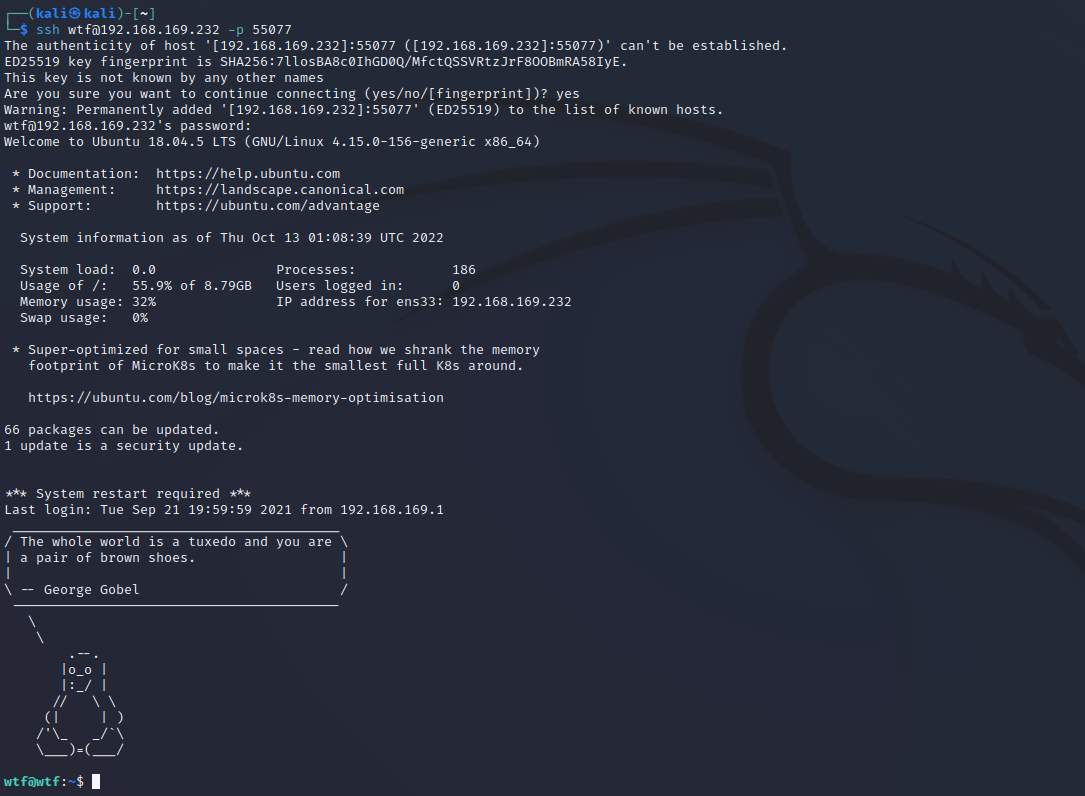 ┌──(kali㉿kali)-[~]
└─$ ssh wtf@192.168.169.232 -p 55077
The authenticity of host '[192.168.169.232]:55077 ([192.168.169.232]:55077)' can't be established.
ED25519 key fingerprint is SHA256:7llosBA8c0IhGD0Q/MfctQSSVRtzJrF8OOBmRA58IyE.
This key is not known by any other names
Are you sure you want to continue connecting (yes/no/[fingerprint])? yes
Warning: Permanently added '[192.168.169.232]:55077' (ED25519) to the list of known hosts.
wtf@192.168.169.232's password:
Welcome to Ubuntu 18.04.5 LTS (GNU/Linux 4.15.0-156-generic x86_64)

 * Documentation:  https://help.ubuntu.com
 * Management:     https://landscape.canonical.com
 * Support:        https://ubuntu.com/advantage

  System information as of Thu Oct 13 01:08:39 UTC 2022

  System load:  0.0               Processes:            186
  Usage of /:   55.9% of 8.79GB   Users logged in:      0
  Memory usage: 32%               IP address for ens33: 192.168.169.232
  Swap usage:   0%

 * Super-optimized for small spaces - read how we shrank the memory
   footprint of MicroK8s to make it the smallest full K8s around.

   https://ubuntu.com/blog/microk8s-memory-optimisation

66 packages can be updated.
1 update is a security update.


*** System restart required ***
Last login: Tue Sep 21 19:59:59 2021 from 192.168.169.1
 _________________________________________
/ The whole world is a tuxedo and you are \
| a pair of brown shoes.                  |
|                                         |
\ -- George Gobel                         /
 -----------------------------------------
   \
    \
        .--.
       |o_o |
       |:_/ |
      //   \ \
     (|     | )
    /'\_   _/`\
    \___)=(___/

wtf@wtf:~$